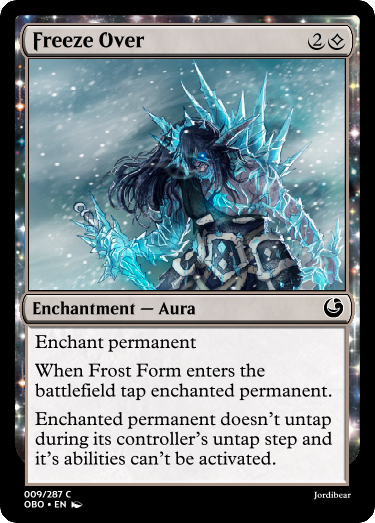 Freeze Over 2
Enchantment — Aura
Enchant permanent
When Frost Form enters the
battlefield tap enchanted permanent.
Enchanted permanent doesn't untap
during its controller's untap step and
it's abilities can't be activated.
009/287 C
OBO • EN Jordibear